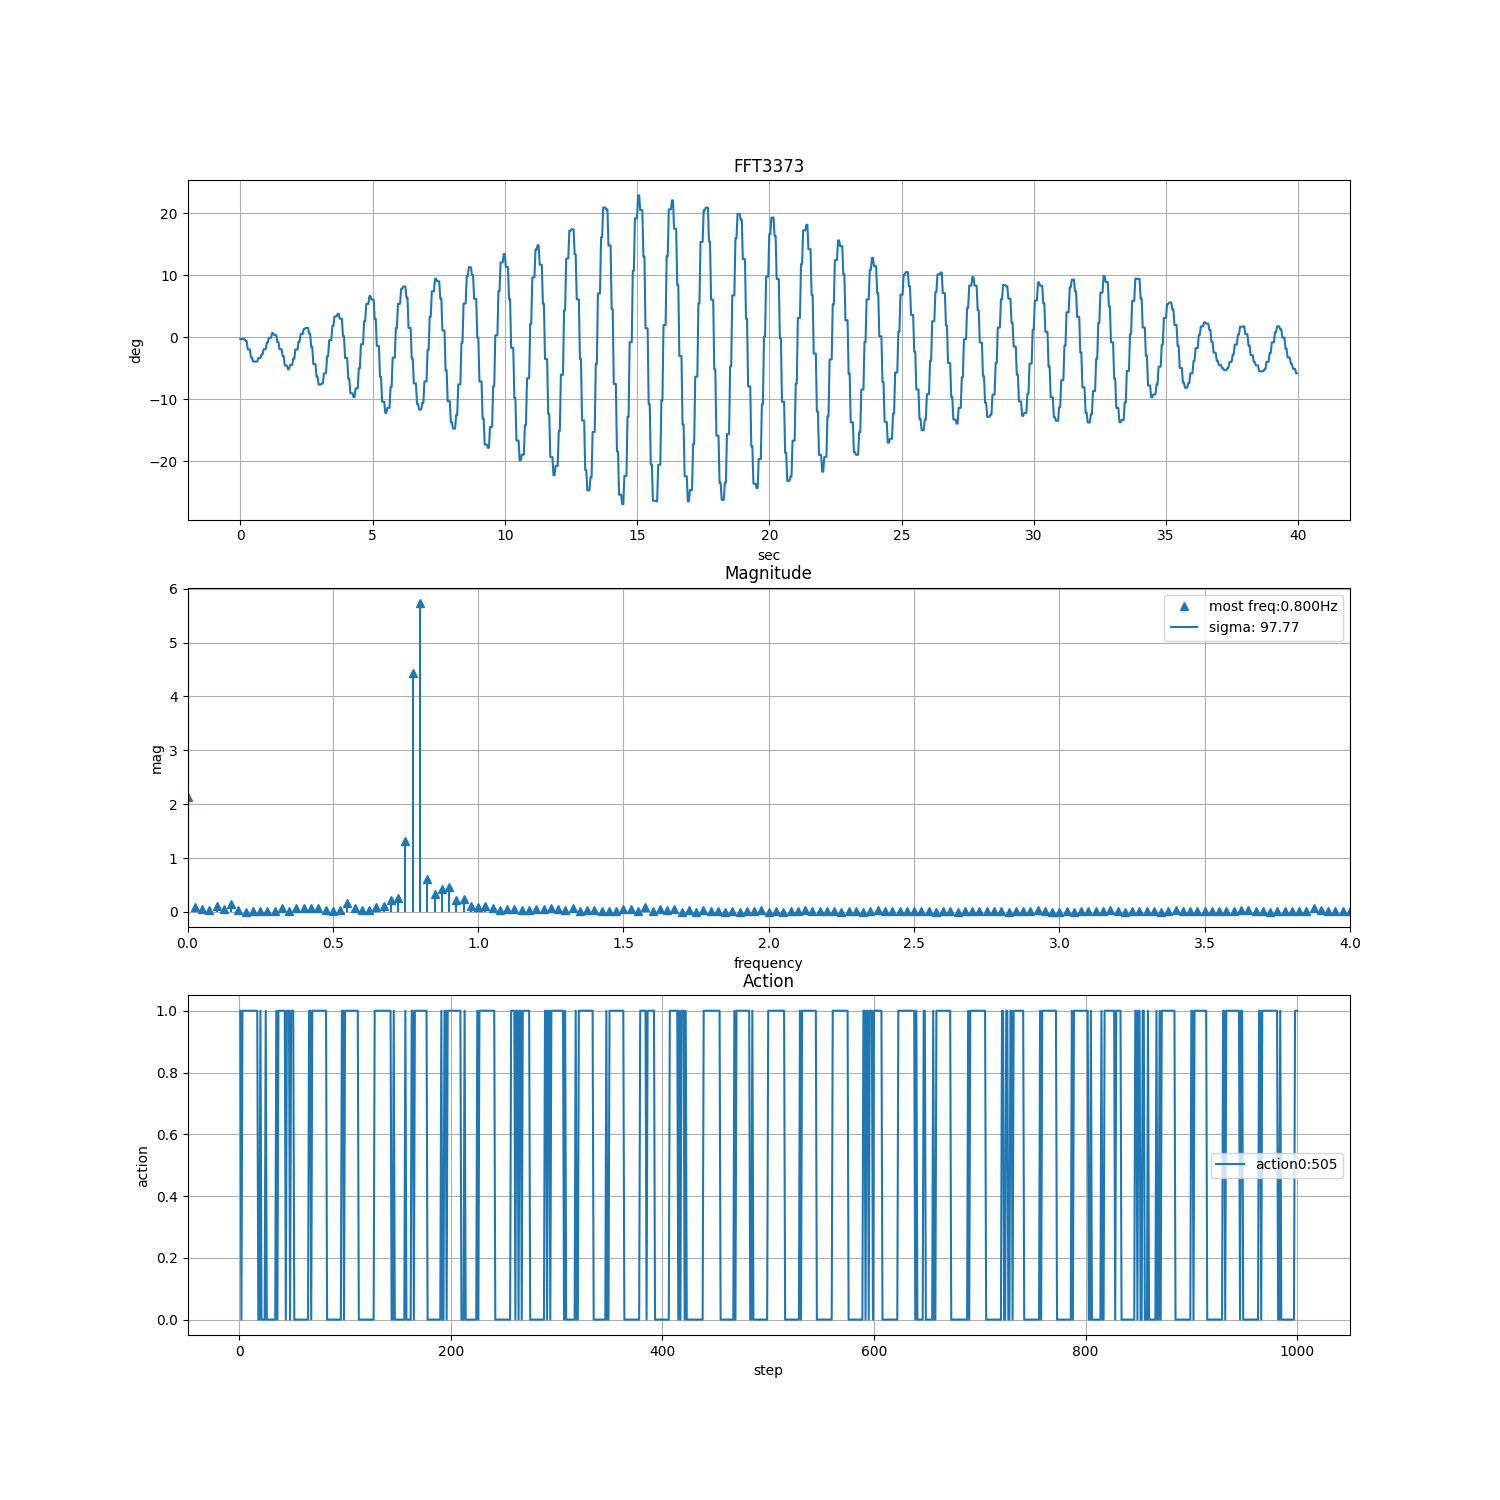 FFT3373
20
10
0
−10
−20
deg
0 5 10 15 20 25 30 35 40
sec
Magnitude
6
5
4
3
2
1
0
mag
most freq:0.800Hz
sigma: 97.77
0.0 0.5 1.0 1.5 2.0 2.5 3.0 3.5 4.0
frequency
Action
1.0
0.8
0.6
0.4
0.2
0.0
action
action0:505
0 200 400 600 800 1000
step